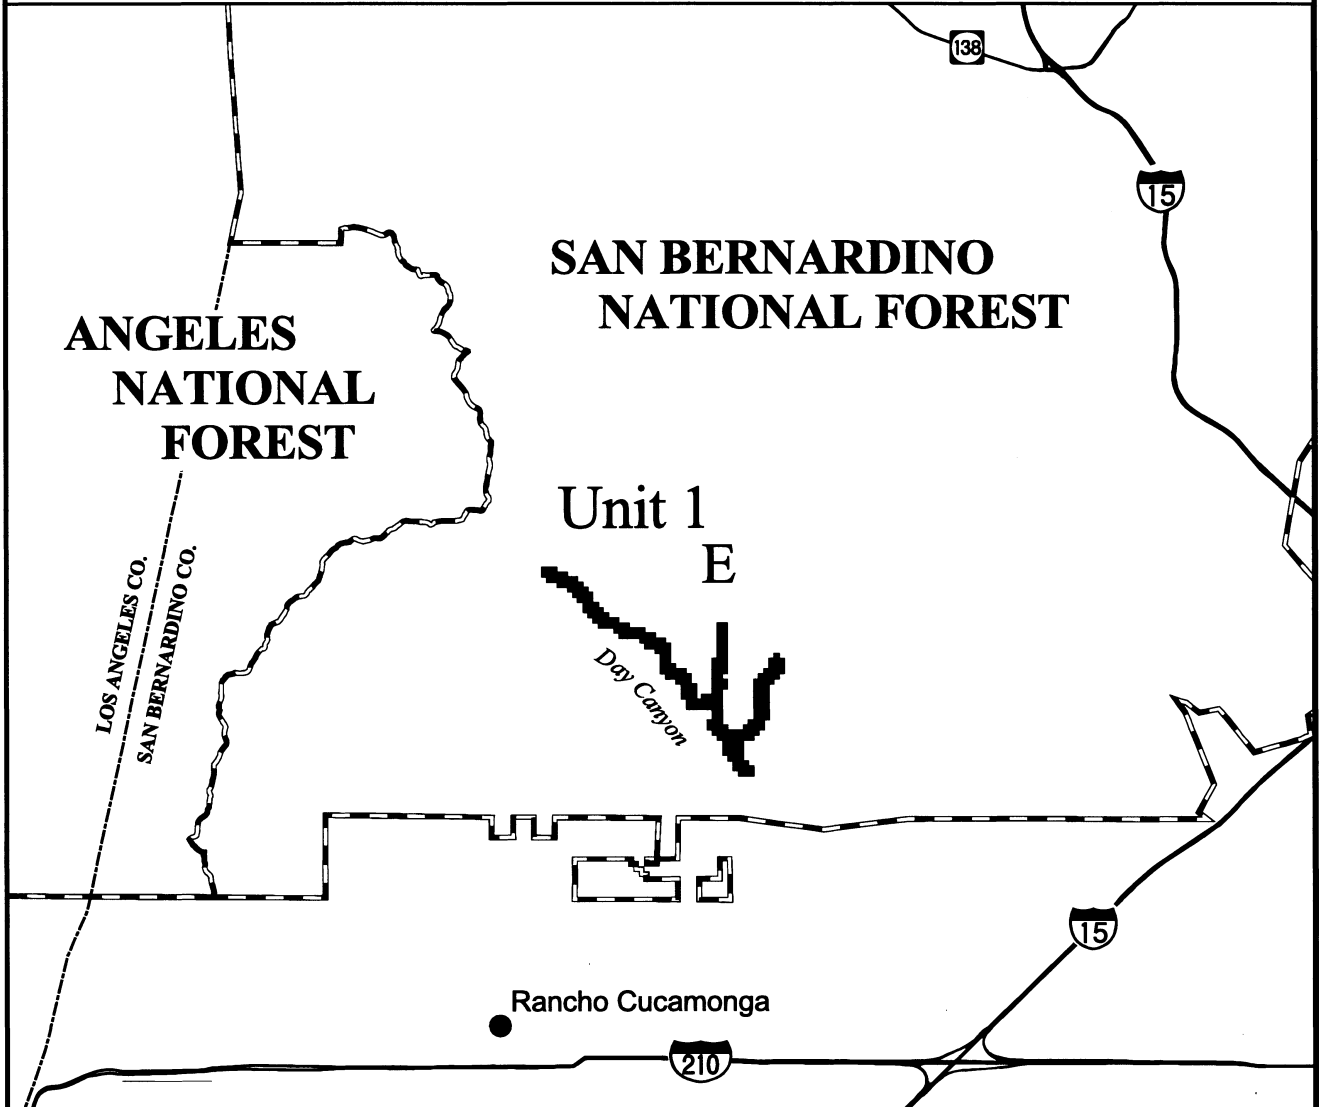 138
15
SAN BERNARDINO
NATIONAL FOREST
ANGELES
NATIONAL
FOREST
Unit 1
E
LOS ANGELES CO.
SAN BERNARDINO CO.
Day Canyon
15
Rancho Cucamonga
210